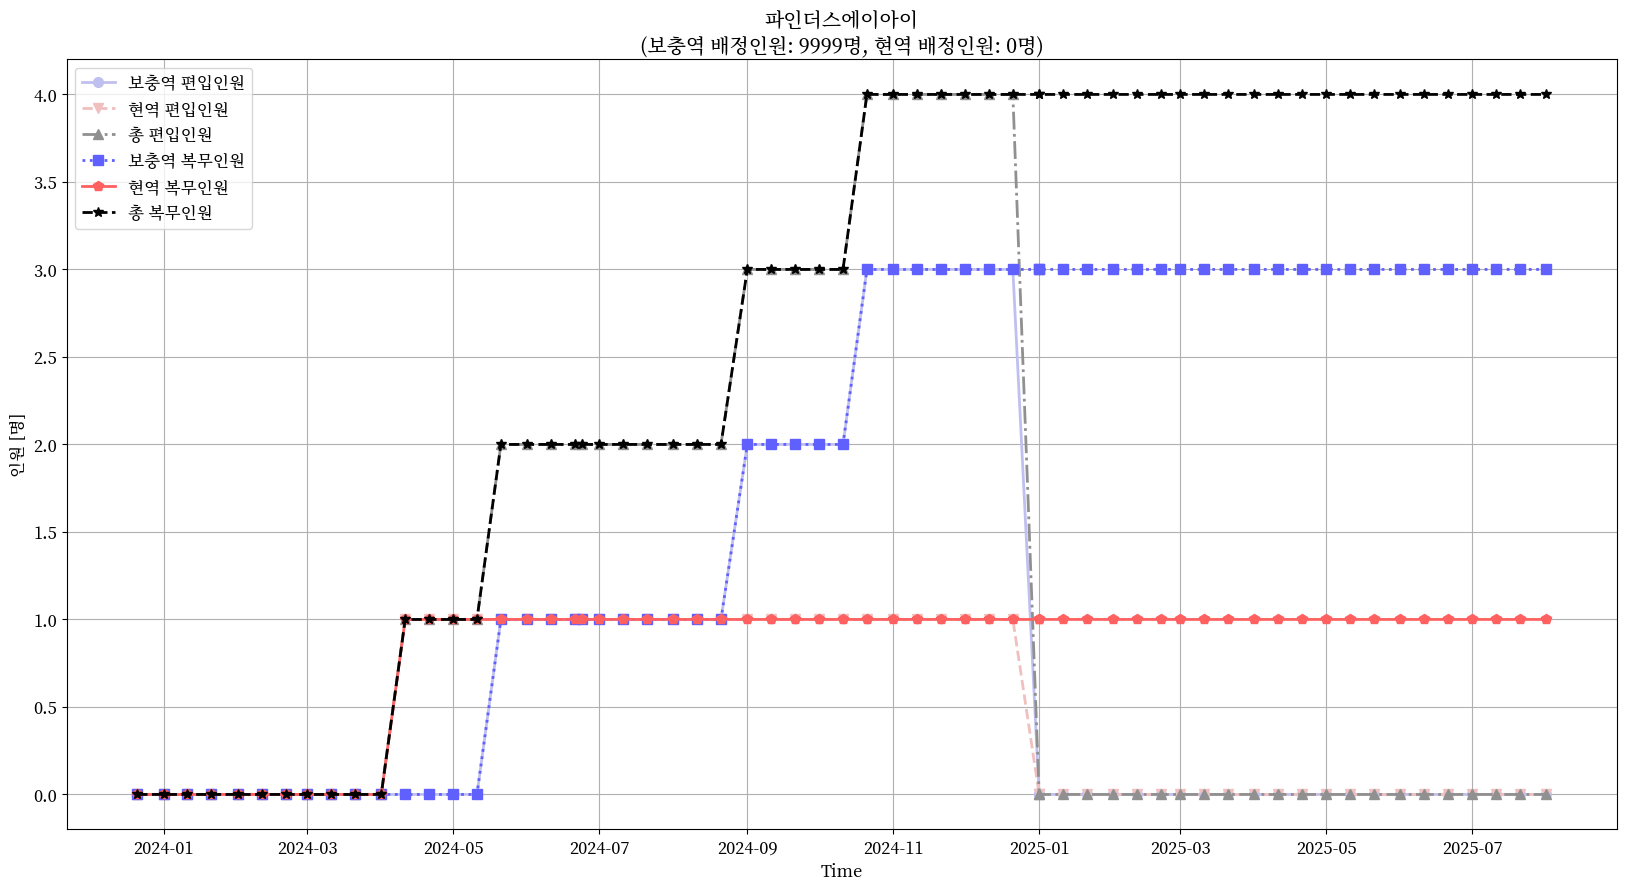 파인더스에이아이
(보충역 배정인원: 9999명, 현역 배정인원: 0명)
보충역 편입인원
현역 편입인원
총 편입인원
보충역 복무인원
현역 복무인원
총 복무인원
4.0
3.5
3.0
2.5
2.0
1.5
1.0
0.5
0.0
인원 [명]
2024-01
2024-03
2024-05
2024-07
2024-09
2024-11
2025-01
2025-03
2025-05
2025-07
Time